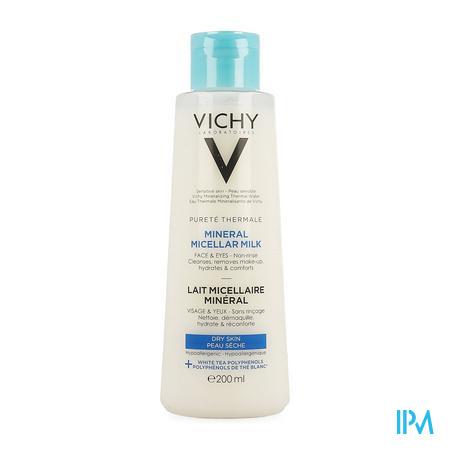 VICHY
LABORATOIRES
V
Sensitive skin - Peau sensible
Vichy Mineralizing Thermal Water
Eau Thermale Minéralisante de Vichy
PURETÉ THERMALE
MINERAL
MICELLAR MILK
FACE & EYES - Non-rinse
Cleanses, removes make-up,
hydrates & comforts
LAIT MICELLAIRE
MINÉRAL
VISAGE & YEUX - Sans rinçage
Nettoie, démaquille,
hydrate & réconforte
DRY SKIN
PEAU SÈCHE
Hypoallergenic - Hypoallergénique
+ WHITE TEA POLYPHENOLS
POLYPHÉNOLS DE THÉ BLANC
℮200 ml
IPM